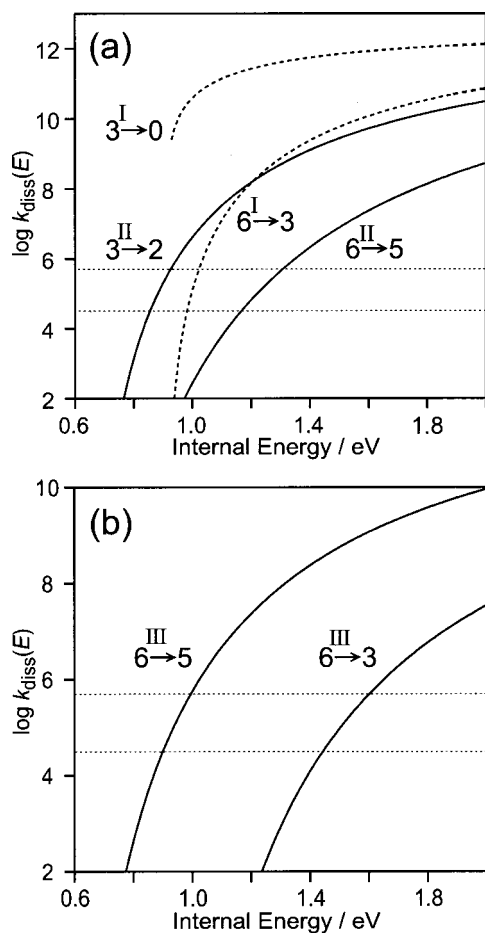 (a)
12
10
8
6
4
2
log k_diss(E)
I
3→0
II
3→2
I
6→3
II
6→5
0.6 1.0 1.4 1.8
Internal Energy / eV
(b)
10
8
6
4
2
log k_diss(E)
III
6→5
III
6→3
0.6 1.0 1.4 1.8
Internal Energy / eV